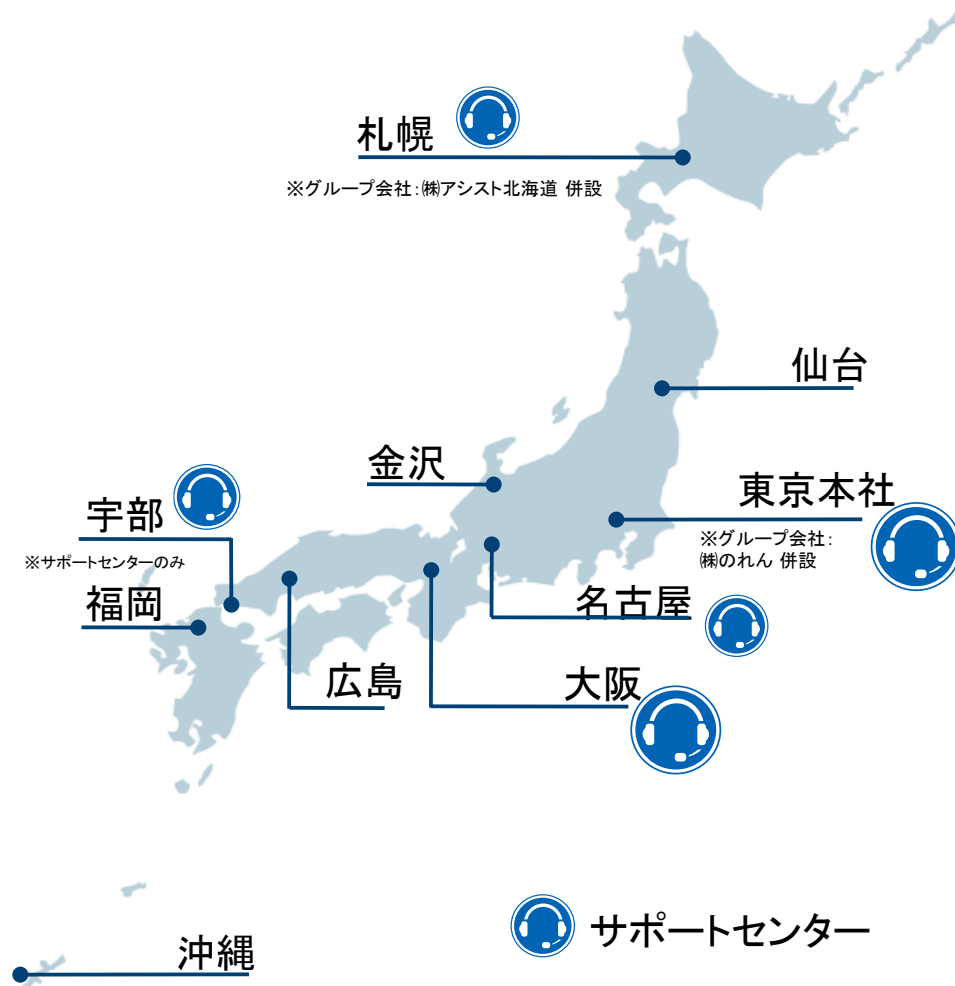 札幌
※グループ会社:㈱アシスト北海道 併設
仙台
金沢
東京本社
※グループ会社:
㈱のれん 併設
宇部
※サポートセンターのみ
福岡
名古屋
広島
大阪
サポートセンター
沖縄